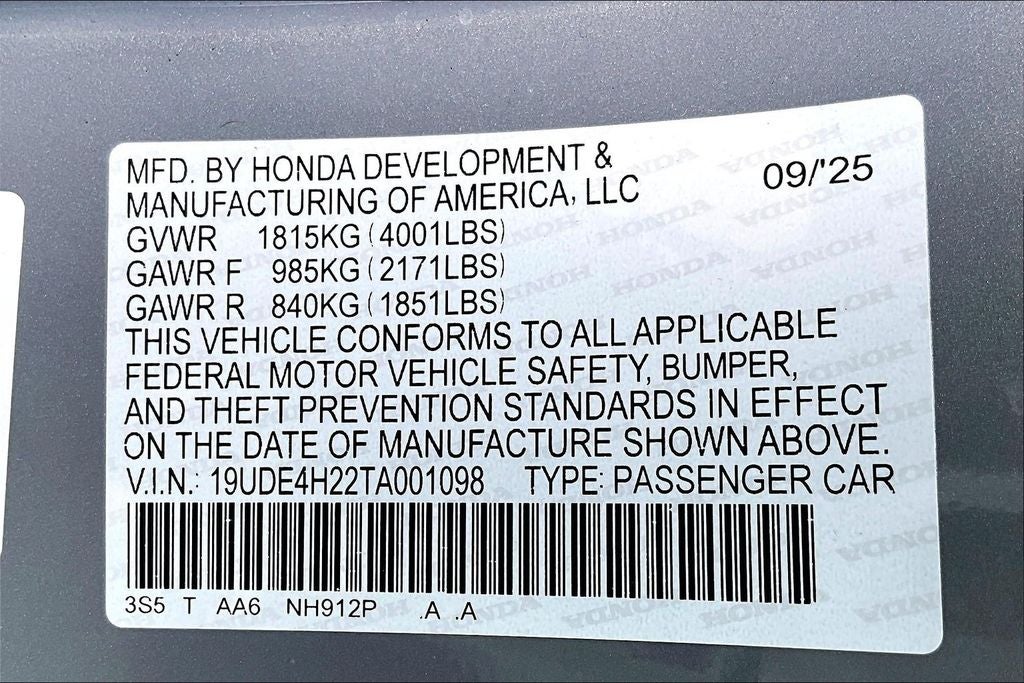 MFD. BY HONDA DEVELOPMENT &
MANUFACTURING OF AMERICA, LLC
09/'25
GVWR 1815KG (4001LBS)
GAWR F 985KG (2171LBS)
GAWR R 840KG (1851LBS)
THIS VEHICLE CONFORMS TO ALL APPLICABLE
FEDERAL MOTOR VEHICLE SAFETY, BUMPER,
AND THEFT PREVENTION STANDARDS IN EFFECT
ON THE DATE OF MANUFACTURE SHOWN ABOVE.
V.I.N.: 19UDE4H22TA001098 TYPE: PASSENGER CAR
3S5 T AA6 NH912P .A .A